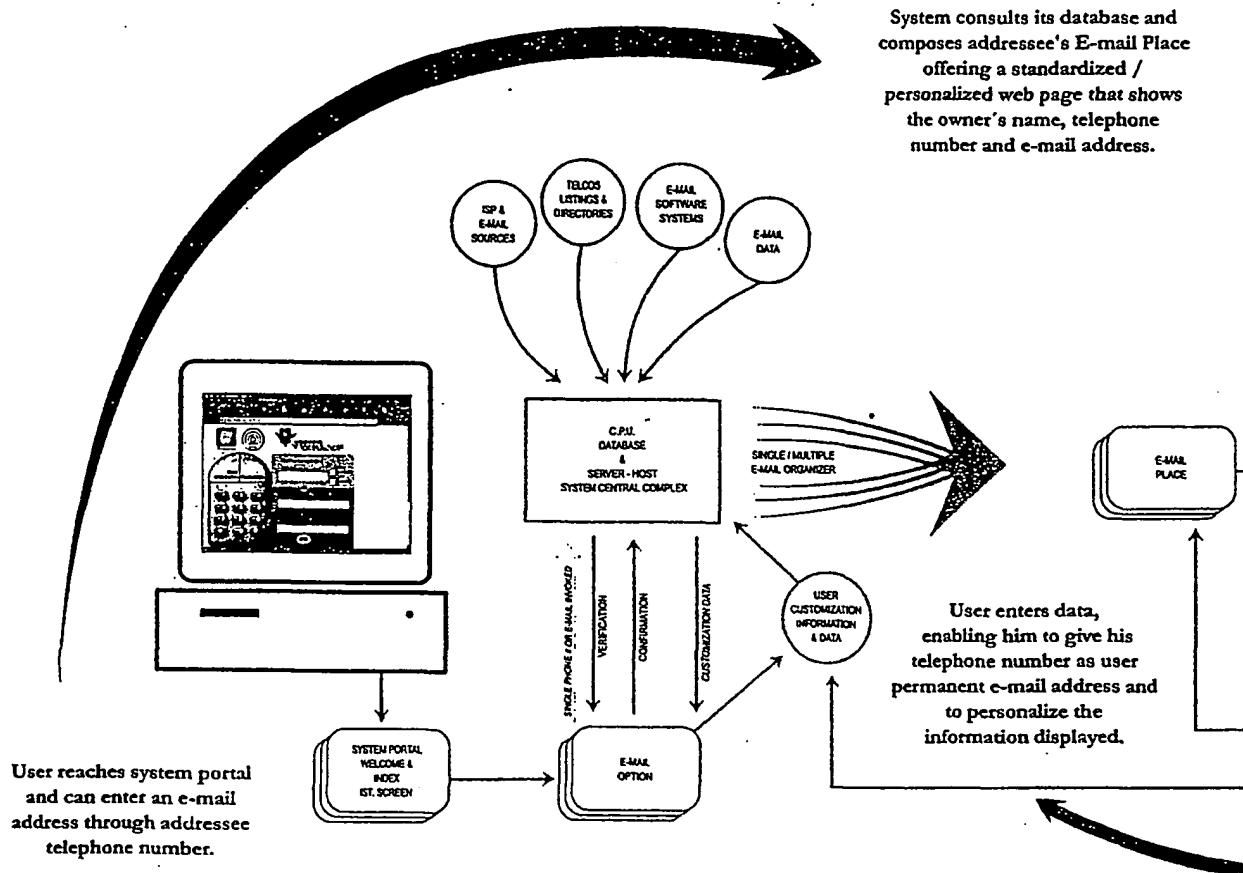 System consults its database and
composes addressee's E-mail Place
offering a standardized /
personalized web page that shows
the owner's name, telephone
number and e-mail address.
ISP &
E-MAIL
SOURCES
TELCOS
LISTINGS &
DIRECTORIES
E-MAIL
SOFTWARE
SYSTEMS
E-MAIL
DATA
C.P.U.
DATABASE
&
SERVER - HOST
SYSTEM CENTRAL COMPLEX
SINGLE / MULTIPLE
E-MAIL ORGANIZER
E-MAIL
PLACE
SINGLE PHONE # OR E-MAIL INVOKED
VERIFICATION
CONFIRMATION
CUSTOMIZATION DATA
USER
CUSTOMIZATION
INFORMATION
& DATA
User enters data,
enabling him to give his
telephone number as user
permanent e-mail address and
to personalize the
information displayed.
SYSTEM PORTAL
WELCOME &
INDEX
IST. SCREEN
E-MAIL
OPTION
User reaches system portal
and can enter an e-mail
address through addressee
telephone number.